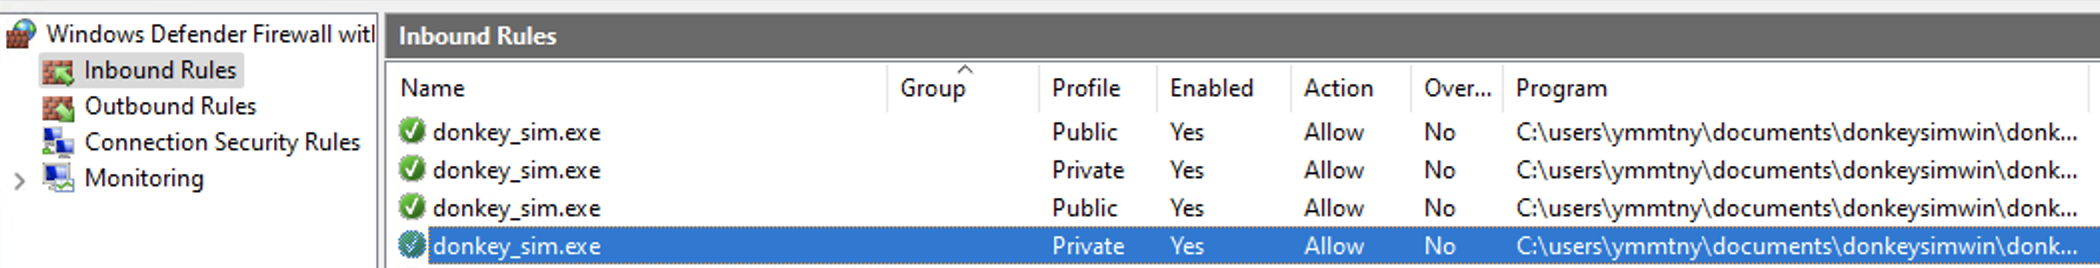 Windows Defender Firewall with
Inbound Rules
Outbound Rules
Connection Security Rules
Monitoring
Inbound Rules
Name Group Profile Enabled Action Over... Program
donkey_sim.exe Public Yes Allow No C:\users\ymmtny\documents\donkeysimwin\donk...
donkey_sim.exe Private Yes Allow No C:\users\ymmtny\documents\donkeysimwin\donk...
donkey_sim.exe Public Yes Allow No C:\users\ymmtny\documents\donkeysimwin\donk...
donkey_sim.exe Private Yes Allow No C:\users\ymmtny\documents\donkeysimwin\donk...